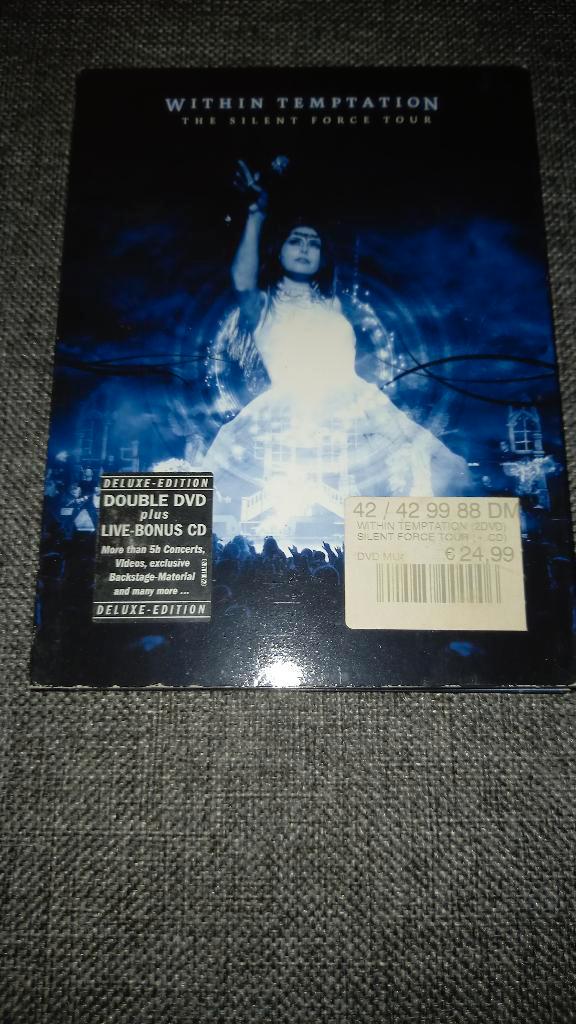 WITHIN TEMPTATION
THE SILENT FORCE TOUR
DELUXE-EDITION
DOUBLE DVD
plus
LIVE-BONUS CD
More than 5h Concerts,
Videos, exclusive
Backstage-Material
and many more ...
DELUXE-EDITION
42 / 42 99 88 DM
WITHIN TEMPTATION (2DVD)
SILENT FORCE TOUR (+ CD)
DVD MU
€ 24,99